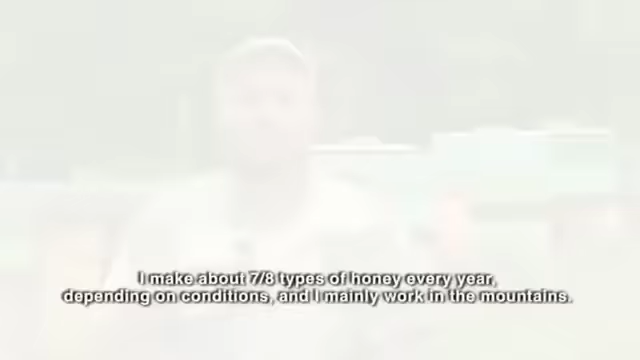 I make about 7/8 types of honey every year,
depending on conditions, and I mainly work in the mountains.